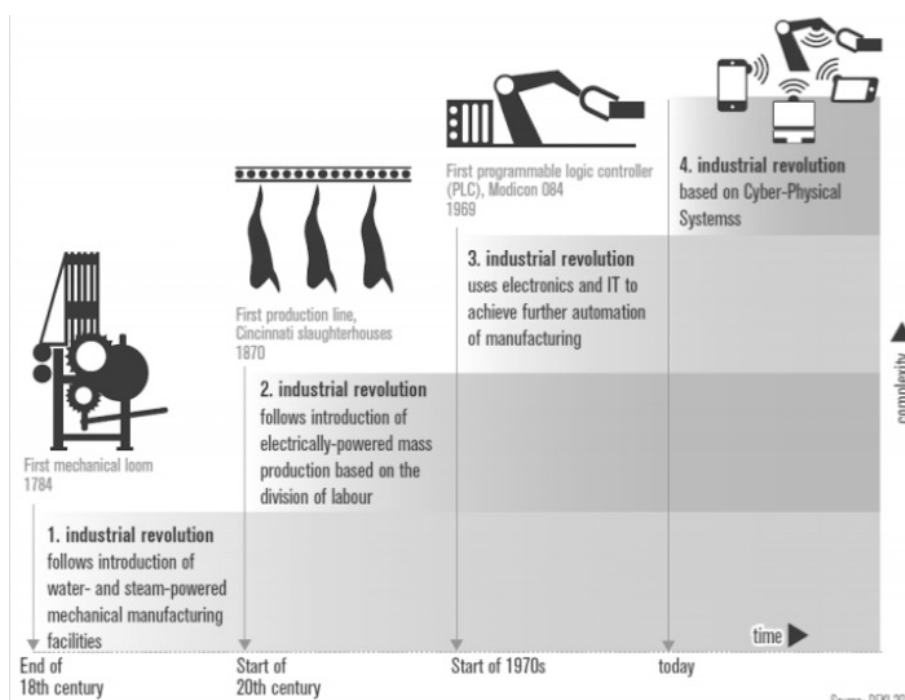 4. industrial revolution
based on Cyber-Physical
Systemss
First programmable logic controller
(PLC), Modicon 084
1969
3. industrial revolution
uses electronics and IT to
achieve further automation
of manufacturing
First production line,
Cincinnati slaughterhouses
1870
2. industrial revolution
follows introduction of
electrically-powered mass
production based on the
division of labour
First mechanical loom
1784
1. industrial revolution
follows introduction of
water- and steam-powered
mechanical manufacturing
facilities
complexity
time
End of
18th century
Start of
20th century
Start of 1970s
today